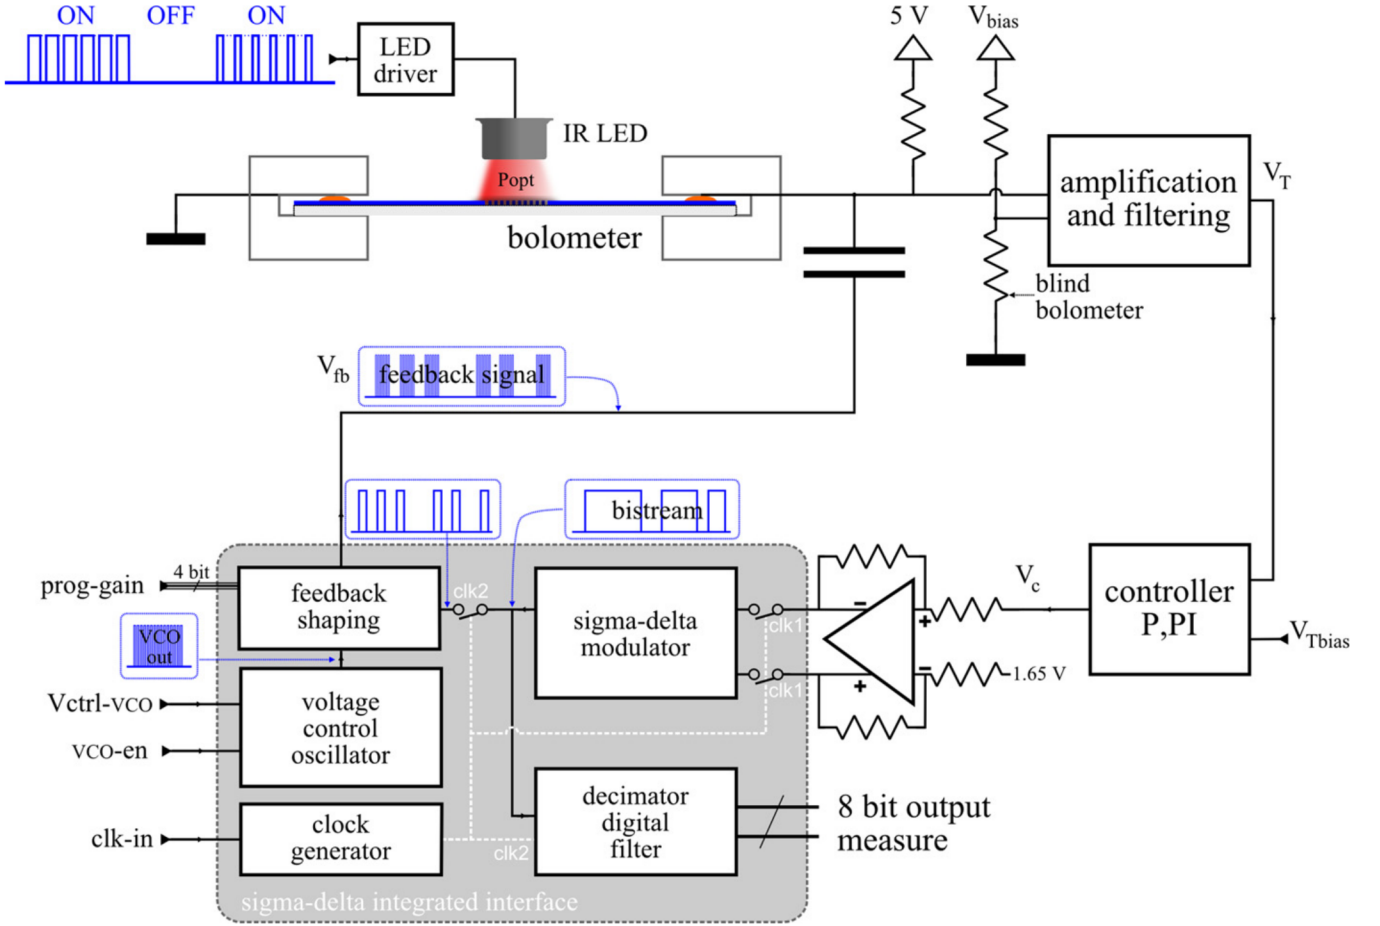 ON OFF ON
LED
driver
5 V
Vbias
IR LED
Popt
bolometer
amplification
and filtering
VT
blind
bolometer
Vfb
feedback signal
bistream
prog-gain
4 bit
feedback
shaping
clk2
sigma-delta
modulator
clk1
clk1
Vc
controller
P,PI
VTbias
1.65 V
VCO
out
Vctrl-VCO
VCO-en
voltage
control
oscillator
clk-in
clock
generator
clk2
decimator
digital
filter
8 bit output
measure
sigma-delta integrated interface
- + + -